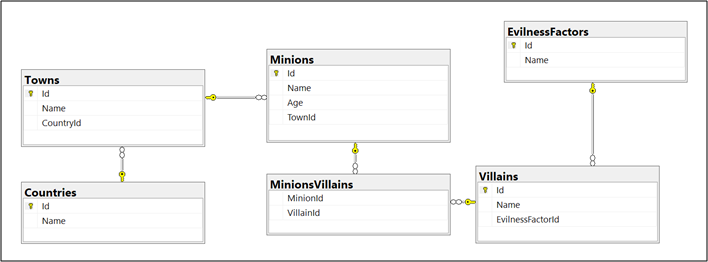 EvilnessFactors
Id
Name
Minions
Id
Name
Age
TownId
Towns
Id
Name
CountryId
Countries
Id
Name
MinionsVillains
MinionId
VillainId
Villains
Id
Name
EvilnessFactorId